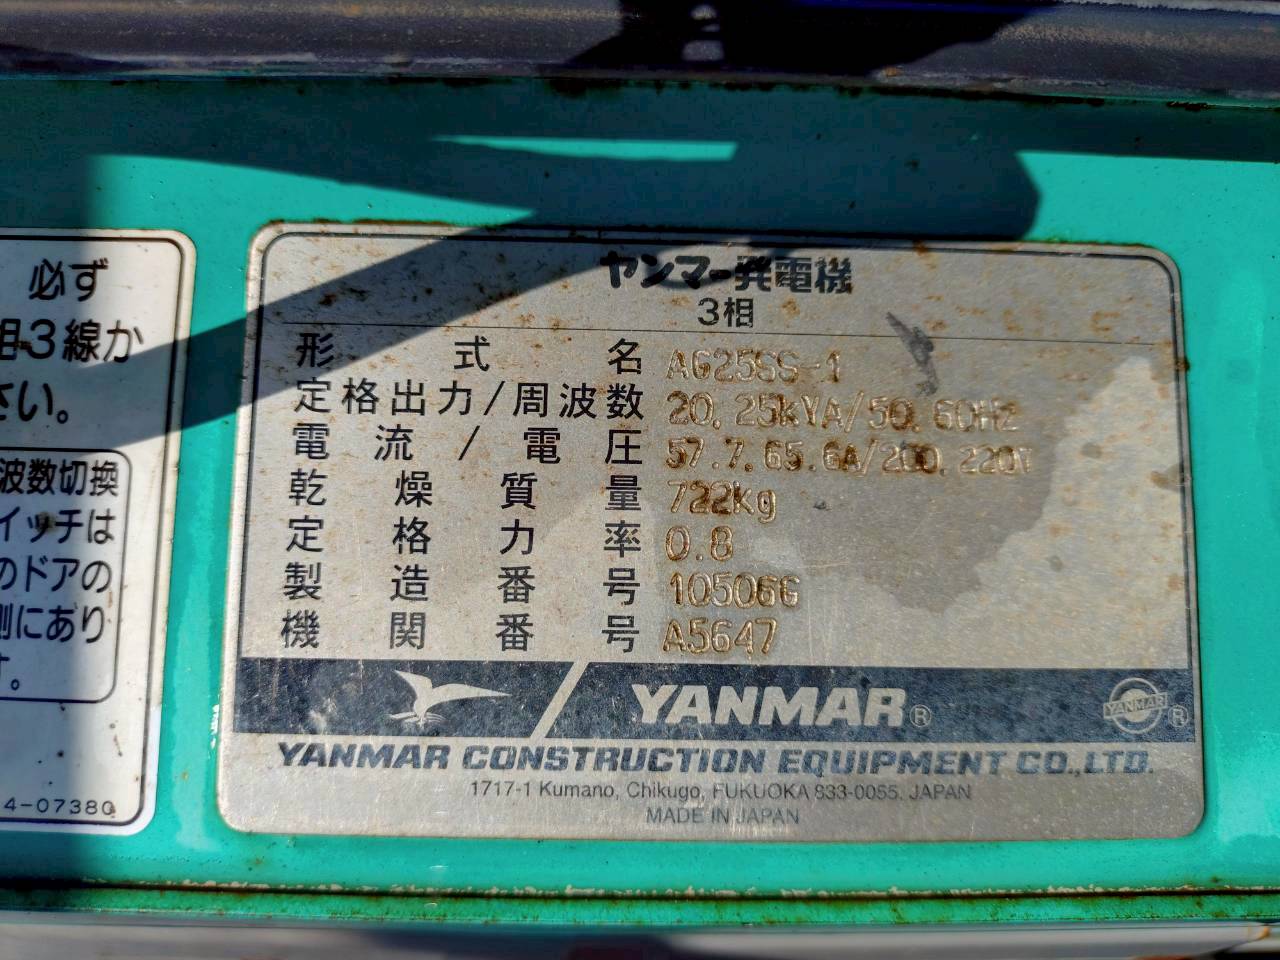 必ず
相3線か
さい。
波数切換
イッチは
のドアの
側にあり
す。
4-07380
ヤンマー発電機
3相
形式名 AG25SS-1
定格出力/周波数 20.25kVA/50.60Hz
電流/電圧 57.7.65.6A/200.220V
乾燥質量 722kg
定格力率 0.8
製造番号 105066
機関番号 A5647
YANMAR®
YANMAR ®
YANMAR CONSTRUCTION EQUIPMENT CO.,LTD.
1717-1 Kumano, Chikugo, FUKUOKA 833-0055. JAPAN
MADE IN JAPAN